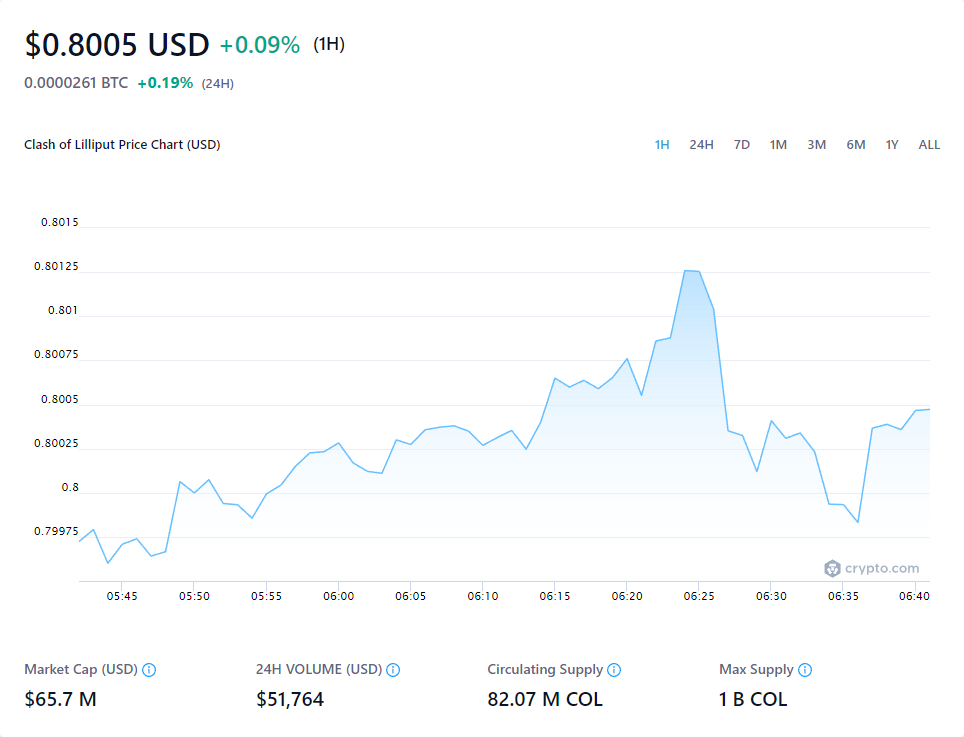 $0.8005 USD +0.09% (1H)
0.0000261 BTC +0.19% (24H)
Clash of Lilliput Price Chart (USD)
1H 24H 7D 1M 3M 6M 1Y ALL
0.8015
0.80125
0.801
0.80075
0.8005
0.80025
0.8
0.79975
crypto.com
05:45 05:50 05:55 06:00 06:05 06:10 06:15 06:20 06:25 06:30 06:35 06:40
Market Cap (USD) 24H VOLUME (USD) Circulating Supply Max Supply
$65.7 M $51,764 82.07 M COL 1 B COL